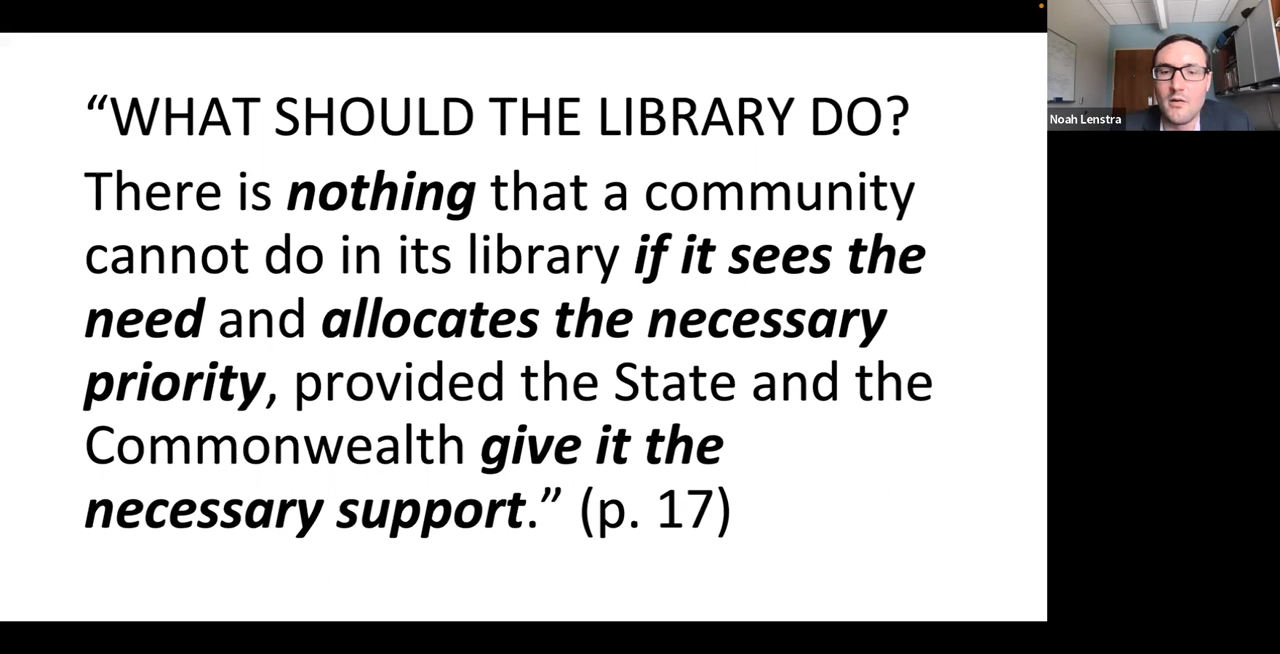 “WHAT SHOULD THE LIBRARY DO?
There is nothing that a community
cannot do in its library if it sees the
need and allocates the necessary
priority, provided the State and the
Commonwealth give it the
necessary support.” (p. 17)
Noah Lenstra